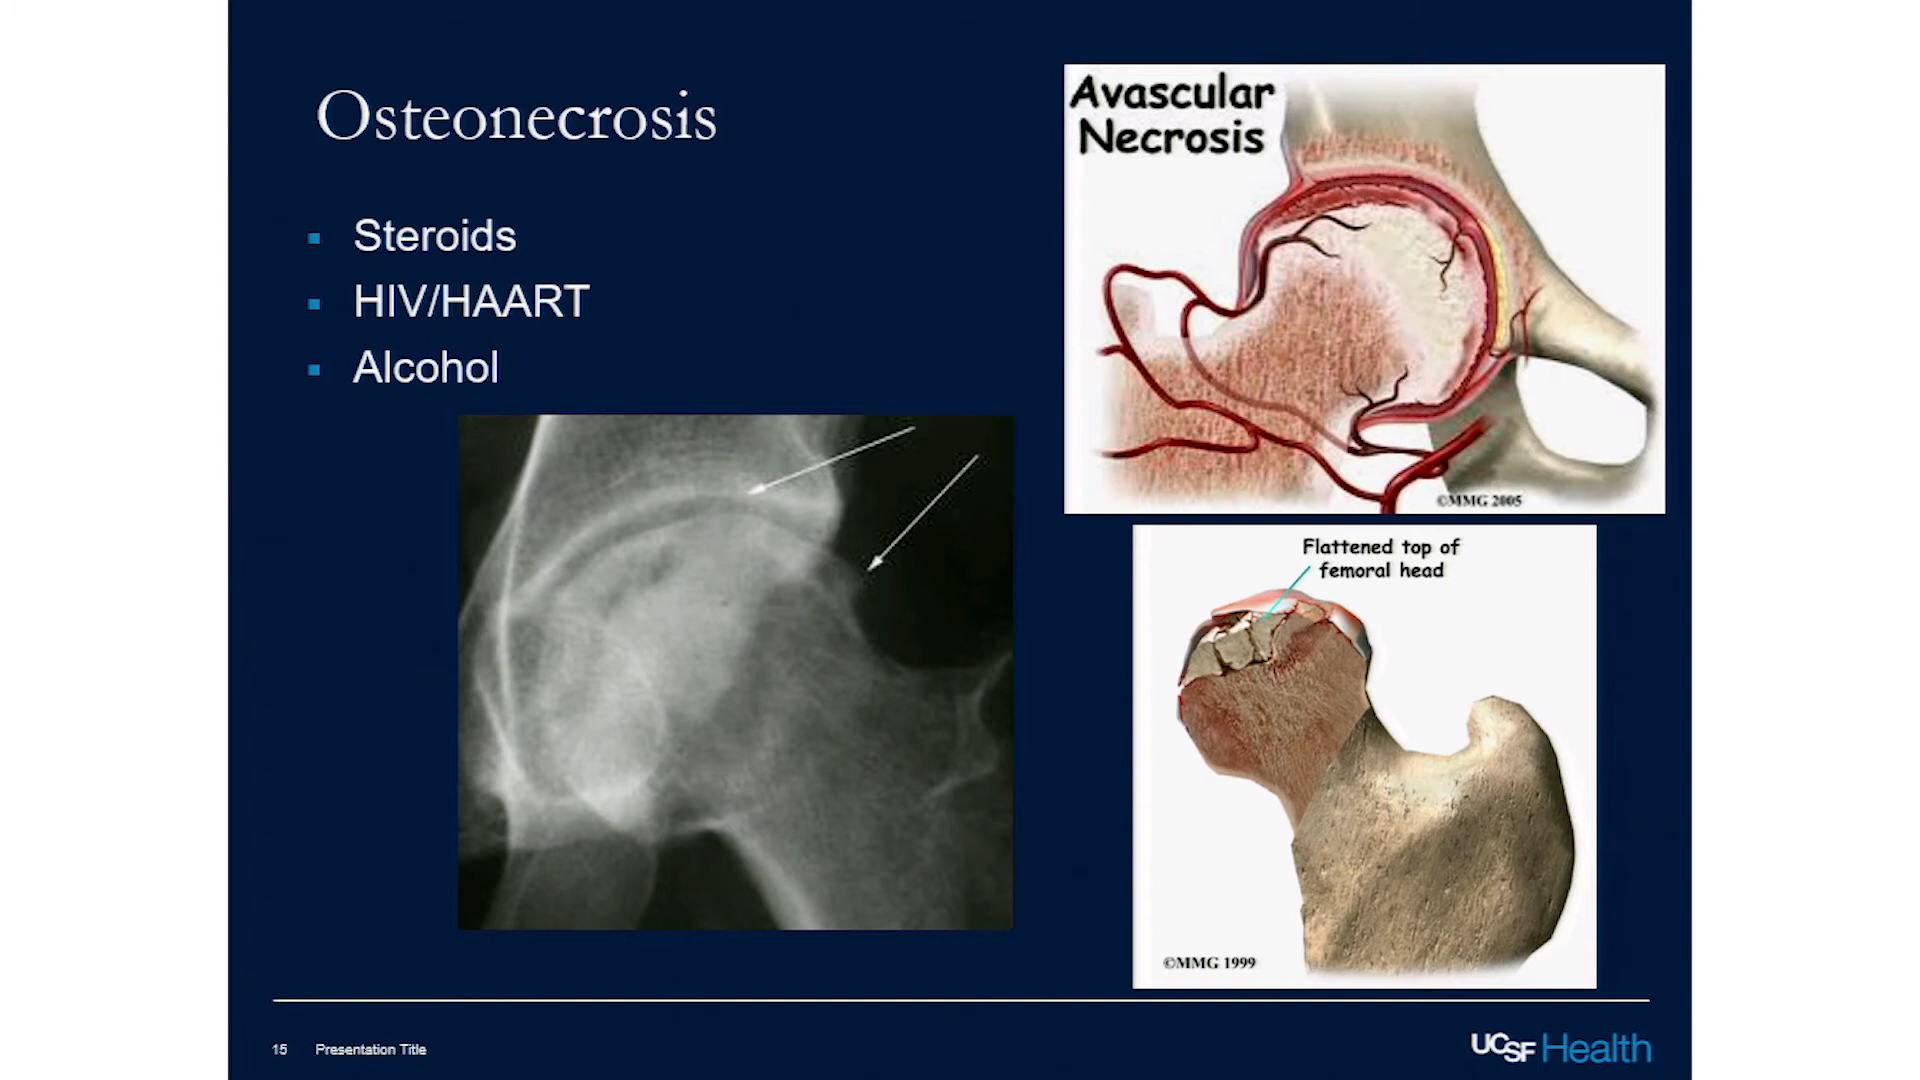 Osteonecrosis
Steroids
HIV/HAART
Alcohol
Avascular
Necrosis
©MMG 2005
Flattened top of
femoral head
©MMG 1999
15 Presentation Title
UCSF Health